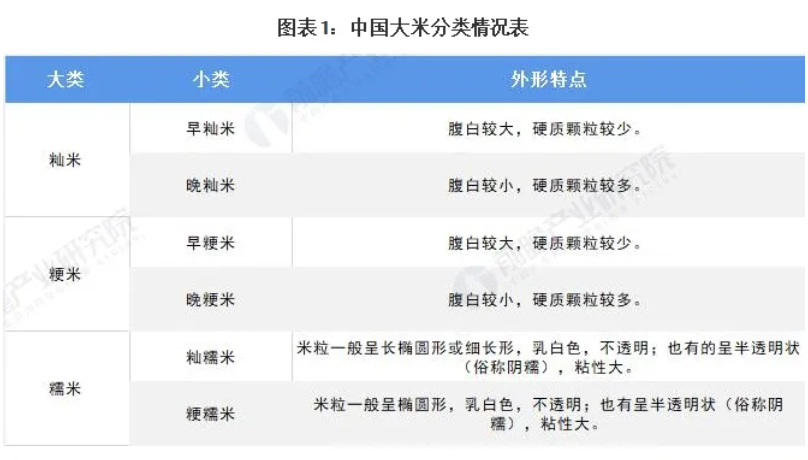 图表1：中国大米分类情况表
大类 小类 外形特点
籼米 早籼米 腹白较大，硬质颗粒较少。
晚籼米 腹白较小，硬质颗粒较多。
粳米 早粳米 腹白较大，硬质颗粒较少。
晚粳米 腹白较小，硬质颗粒较多。
糯米 籼糯米 米粒一般呈长椭圆形或细长形，乳白色，不透明；也有的呈半透明状
（俗称阴糯），粘性大。
粳糯米 米粒一般呈椭圆形，乳白色，不透明；也有呈半透明状（俗称阴
糯），粘性大。
前瞻产业研究院